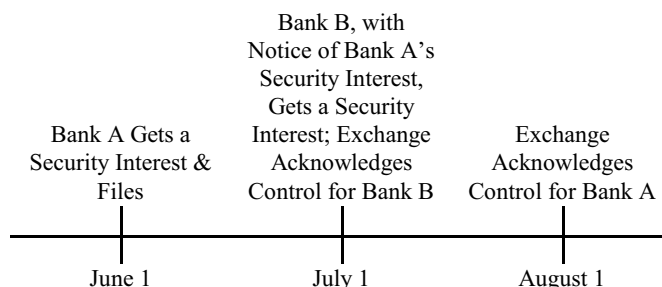 Bank A Gets a
Security Interest &
Files
June 1
Bank B, with
Notice of Bank A's
Security Interest,
Gets a Security
Interest; Exchange
Acknowledges
Control for Bank B
July 1
Exchange
Acknowledges
Control for Bank A
August 1